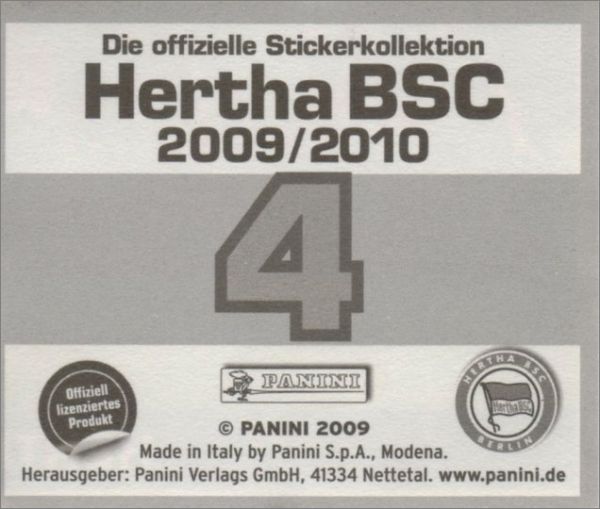 Die offizielle Stickerkollektion
Hertha BSC
2009/2010
4
Offiziell
lizenziertes
Produkt
PANINI
HERTHA BSC
Hertha BSC
BERLIN
© PANINI 2009
Made in Italy by Panini S.p.A., Modena.
Herausgeber: Panini Verlags GmbH, 41334 Nettetal. www.panini.de